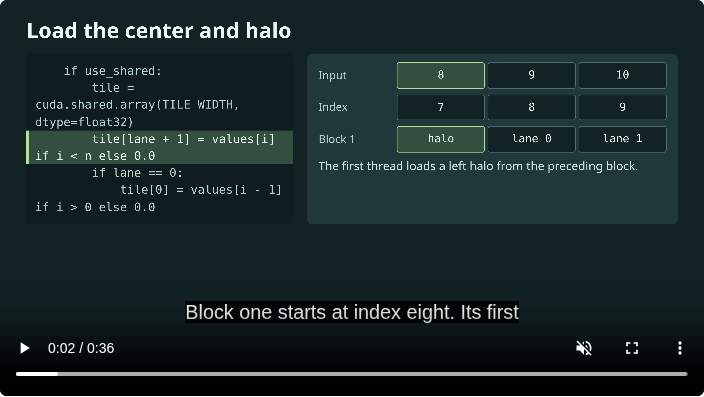 Load the center and halo
if use_shared:
tile =
cuda.shared.array(TILE_WIDTH,
dtype=float32)
tile[lane + 1] = values[i]
if i < n else 0.0
if lane == 0:
tile[0] = values[i - 1]
if i > 0 else 0.0
Input 8 9 10
Index 7 8 9
Block 1 halo lane 0 lane 1
The first thread loads a left halo from the preceding block.
Block one starts at index eight. Its first
0:02 / 0:36